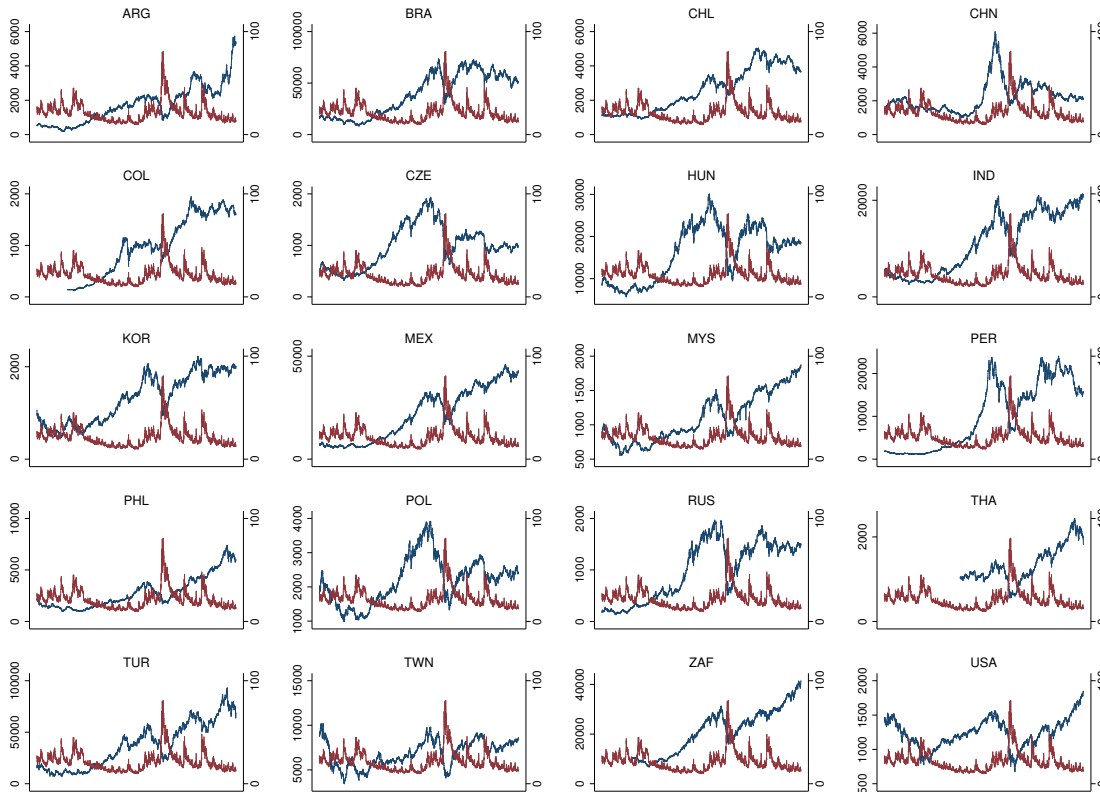 ARG BRA CHL CHN
0 2000 4000 6000 0 100 0 50000 100000 0 100 0 2000 4000 6000 0 100 0 2000 4000 6000
COL CZE HUN IND
0 1000 2000 0 100 0 1000 2000 0 100 10000 20000 30000 0 100 0 20000
KOR MEX MYS PER
0 2000 0 100 0 50000 0 100 500 1000 1500 2000 0 100 0 10000 20000
PHL POL RUS THA
0 5000 10000 0 100 1000 2000 3000 4000 0 100 0 1000 2000 0 100 0 2000
TUR TWN ZAF USA
0 50000 100000 0 100 5000 10000 15000 0 100 0 20000 40000 0 100 500 1000 1500 2000